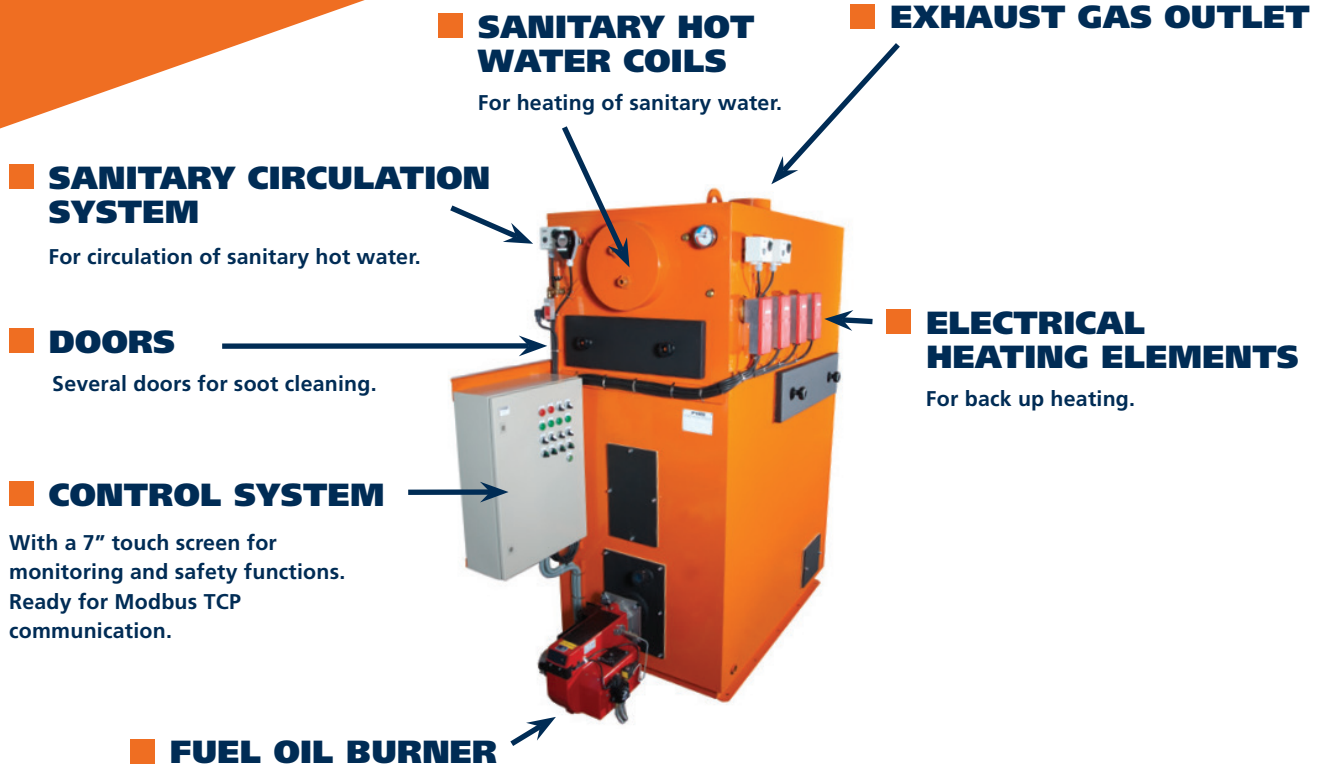 SANITARY HOT
WATER COILS
For heating of sanitary water.
EXHAUST GAS OUTLET
SANITARY CIRCULATION
SYSTEM
For circulation of sanitary hot water.
DOORS
Several doors for soot cleaning.
ELECTRICAL
HEATING ELEMENTS
For back up heating.
CONTROL SYSTEM
With a 7” touch screen for
monitoring and safety functions.
Ready for Modbus TCP
communication.
FUEL OIL BURNER